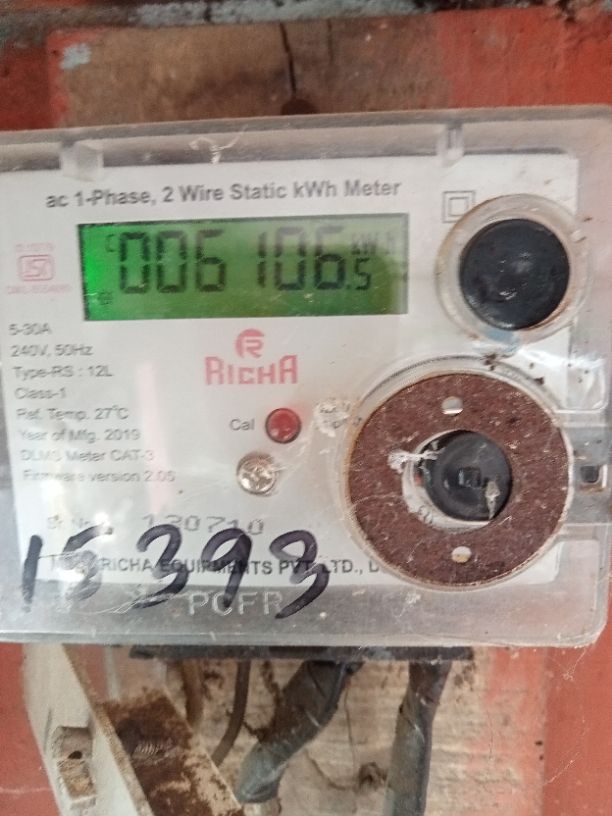 ac 1-Phase, 2 Wire Static kWh Meter
C 006106.5 kWh
ISI
5-30A
240V, 50Hz
Type-RS : 12L
Class-1
Ref. Temp. 27°C
Year of Mfg. 2019
DLMS Meter CAT-3
Firmware version 2.05
R
RICHA
Cal
130710
15393
RICHA EQUIPMENTS PVT. LTD.,
PCFR